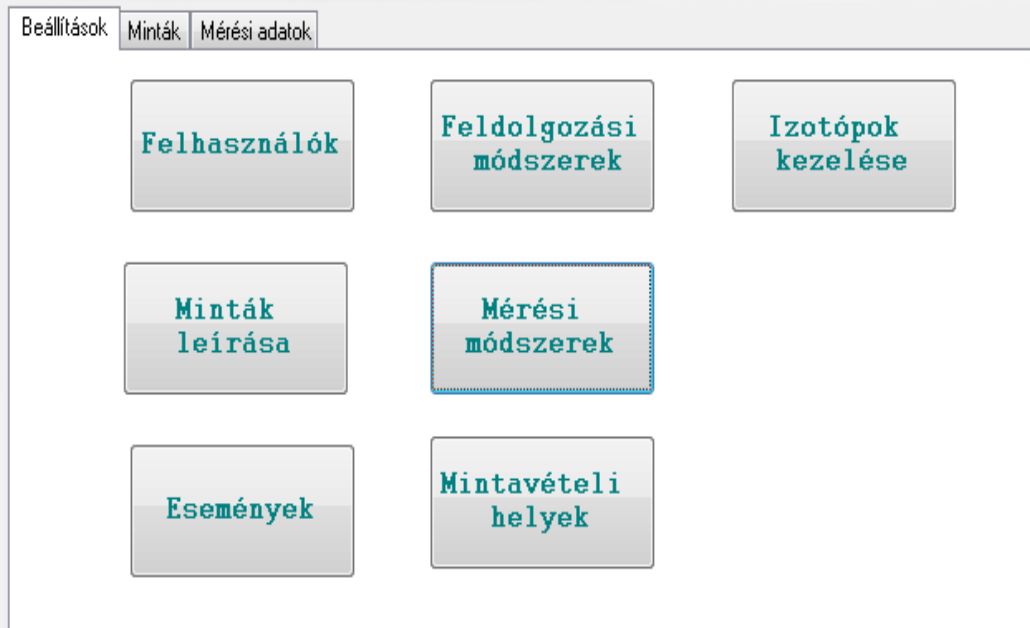 Beállítások Minták Mérési adatok
Felhasználók
Feldolgozási
módszerek
Izotópok
kezelése
Minták
leírása
Mérési
módszerek
Események
Mintavételi
helyek